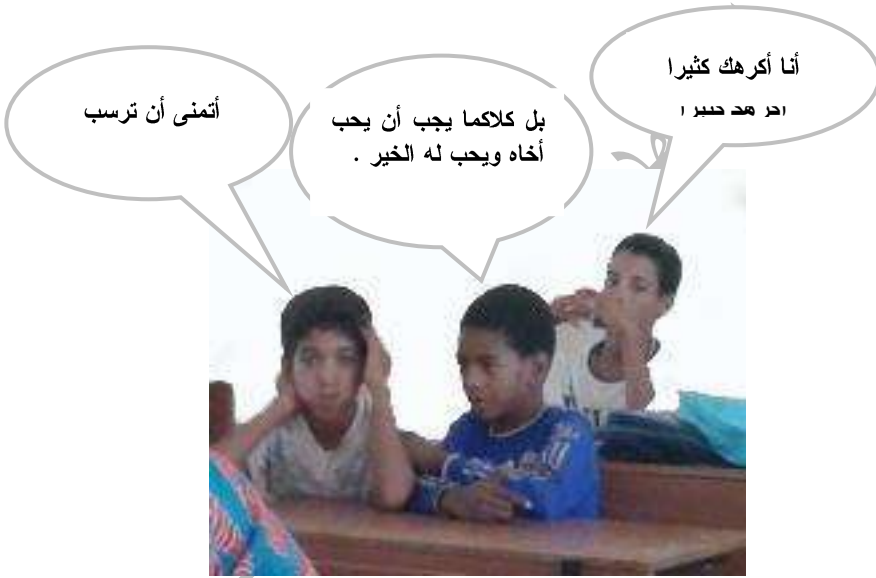 أنا أكرهك كثيرا
بل كلاكما يجب أن يحب
أخاه ويحب له الخير .
أتمنى أن ترسب